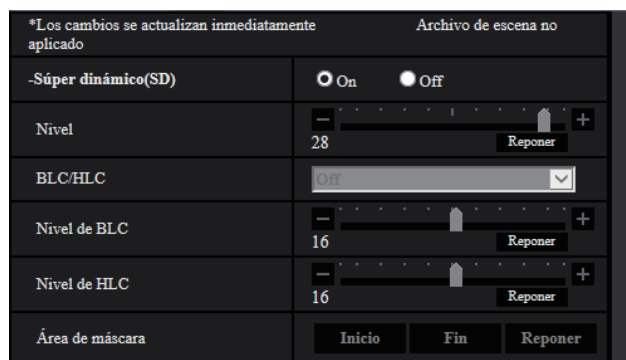 *Los cambios se actualizan inmediatamente aplicado
Archivo de escena no
-Súper dinámico(SD)
On Off
Nivel
− +
28 Reponer
BLC/HLC
Off
Nivel de BLC
− +
16 Reponer
Nivel de HLC
− +
16 Reponer
Área de máscara
Inicio Fin Reponer